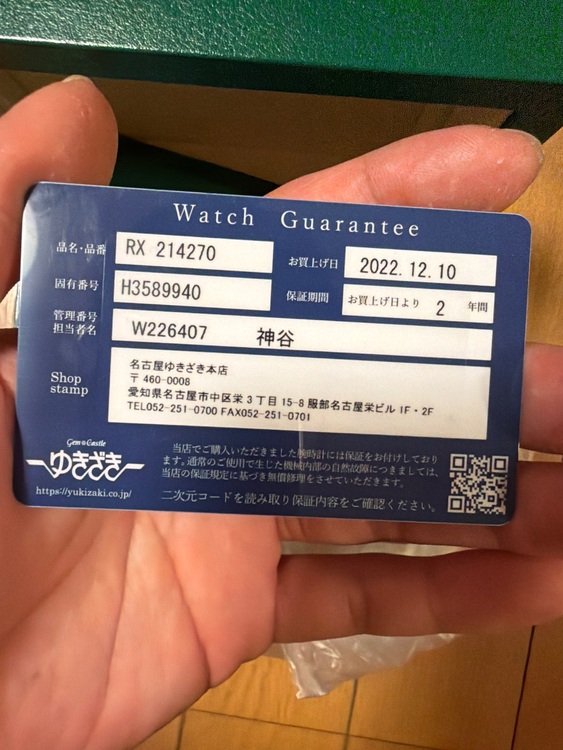 Watch Guarantee
品名・品番 RX 214270
お買上げ日 2022.12.10
固有番号 H3589940
保証期間 お買上げ日より 2 年間
管理番号
担当者名 W226407 神谷
Shop
stamp
名古屋ゆきざき本店
〒 460-0008
愛知県名古屋市中区栄 3 丁目 15-8 服部名古屋栄ビル 1F・2F
TEL052-251-0700 FAX052-251-0701
Gem Castle
ゆきざき
https://yukizaki.co.jp/
当店でご購入いただきました腕時計には保証をお付けしており
ます。通常のご使用で生じた機械内部の自然故障につきましては、
当店の保証規定に基づき無償修理をさせていただきます。
二次元コードを読み取り保証内容をご確認ください。